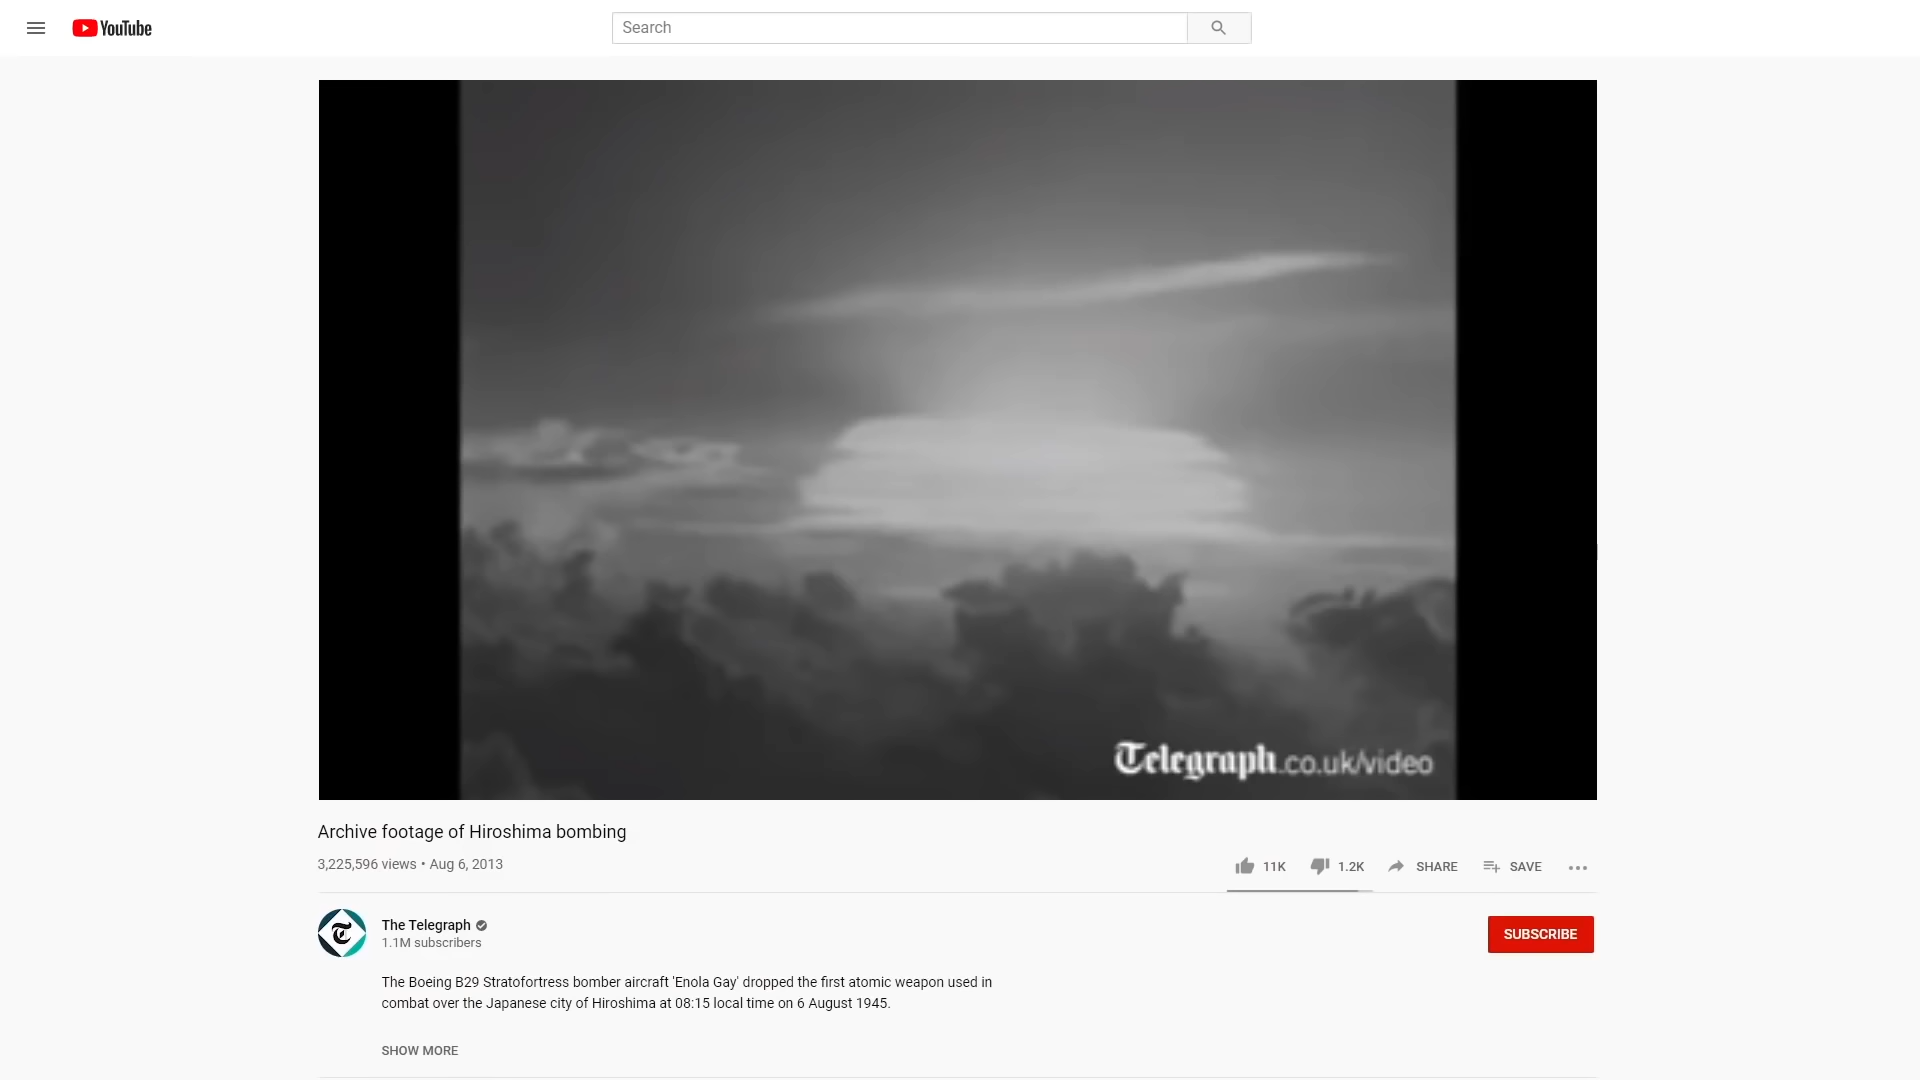 YouTube
Search
Telegraph.co.uk/video
Archive footage of Hiroshima bombing
3,225,596 views • Aug 6, 2013
11K
1.2K
SHARE
SAVE
The Telegraph
1.1M subscribers
SUBSCRIBE
The Boeing B29 Stratofortress bomber aircraft 'Enola Gay' dropped the first atomic weapon used in
combat over the Japanese city of Hiroshima at 08:15 local time on 6 August 1945.
SHOW MORE